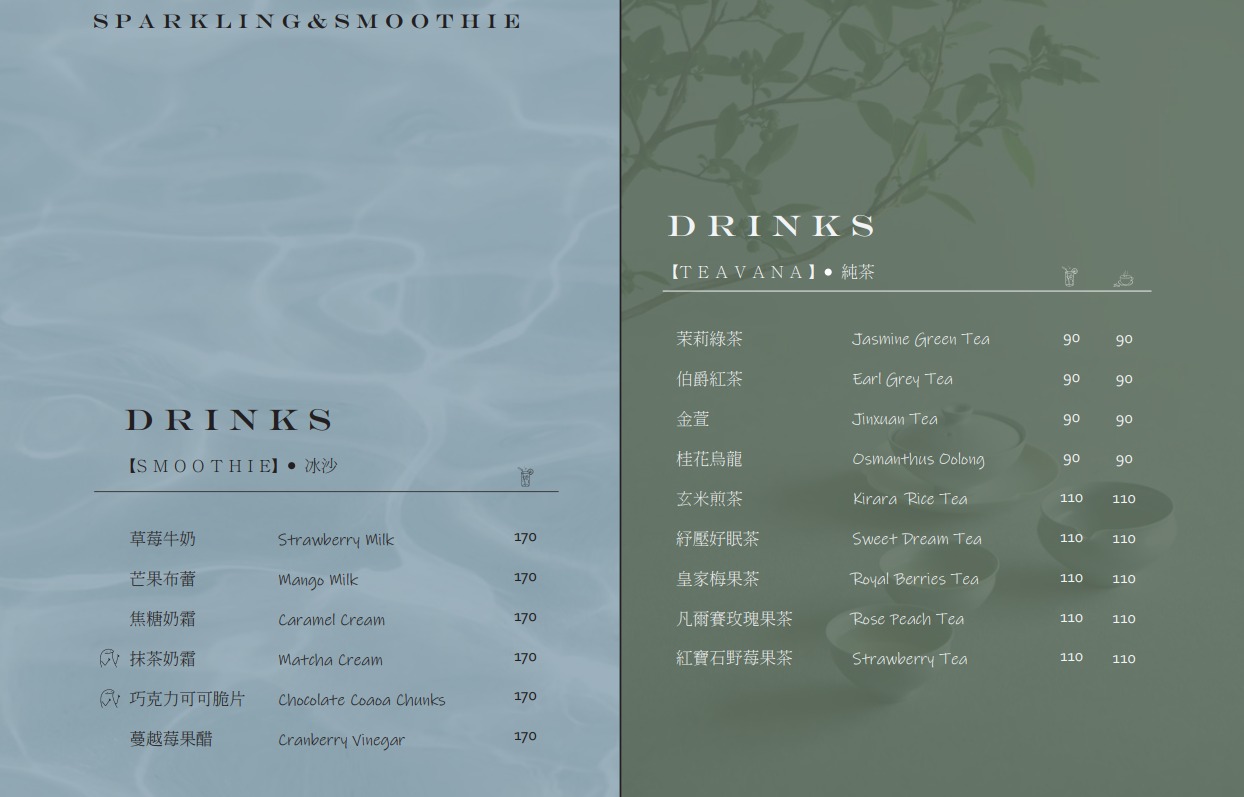 SPARKLING&SMOOTHIE
DRINKS
【SMOOTHIE】● 冰沙
草莓牛奶 Strawberry Milk 170
芒果布蕾 Mango Milk 170
焦糖奶霜 Caramel Cream 170
抹茶奶霜 Matcha Cream 170
巧克力可可脆片 Chocolate Coaoa Chunks 170
蔓越莓果醋 Cranberry Vinegar 170
DRINKS
【TEAVANA】● 純茶
茉莉綠茶 Jasmine Green Tea 90 90
伯爵紅茶 Earl Grey Tea 90 90
金萱 Jinxuan Tea 90 90
桂花烏龍 Osmanthus Oolong 90 90
玄米煎茶 Kirara Rice Tea 110 110
紓壓好眠茶 Sweet Dream Tea 110 110
皇家梅果茶 Royal Berries Tea 110 110
凡爾賽玫瑰果茶 Rose Peach Tea 110 110
紅寶石野莓果茶 Strawberry Tea 110 110